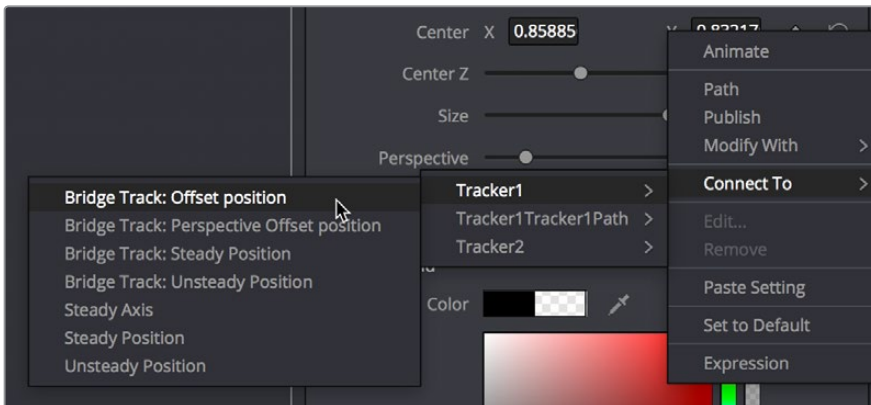 Center X 0.85885 Y 0.83217
Center Z
Size
Perspective
Animate
Path
Publish
Modify With >
Connect To >
Edit...
Remove
Paste Setting
Set to Default
Expression
Tracker1 >
Tracker1Tracker1Path >
Tracker2 >
Bridge Track: Offset position
Bridge Track: Perspective Offset position
Bridge Track: Steady Position
Bridge Track: Unsteady Position
Steady Axis
Steady Position
Unsteady Position
Color